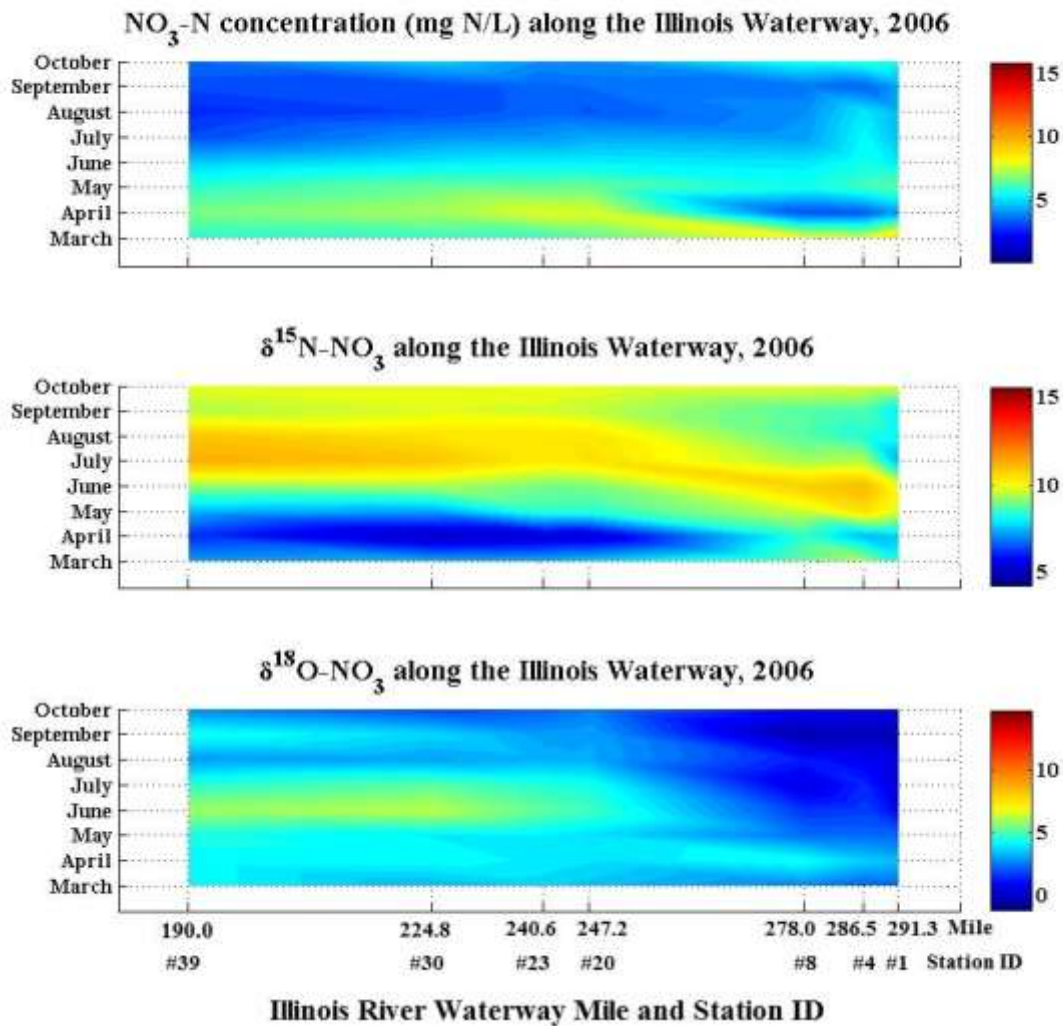 NO3-N concentration (mg N/L) along the Illinois Waterway, 2006
October
September
August
July
June
May
April
March
15
10
5
δ15N-NO3 along the Illinois Waterway, 2006
October
September
August
July
June
May
April
March
15
10
5
δ18O-NO3 along the Illinois Waterway, 2006
October
September
August
July
June
May
April
March
10
5
0
190.0 224.8 240.6 247.2 278.0 286.5 291.3 Mile
#39 #30 #23 #20 #8 #4 #1 Station ID
Illinois River Waterway Mile and Station ID